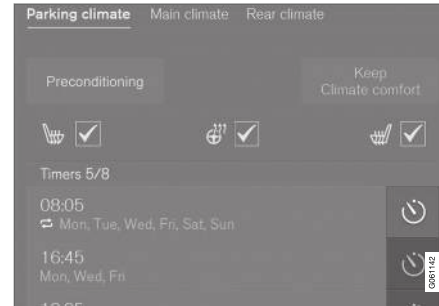 Parking climate Main climate Rear climate
Preconditioning
Keep
Climate comfort
Timers 5/8
08:05
Mon, Tue, Wed, Fri, Sat, Sun
16:45
Mon, Wed, Fri
G061142